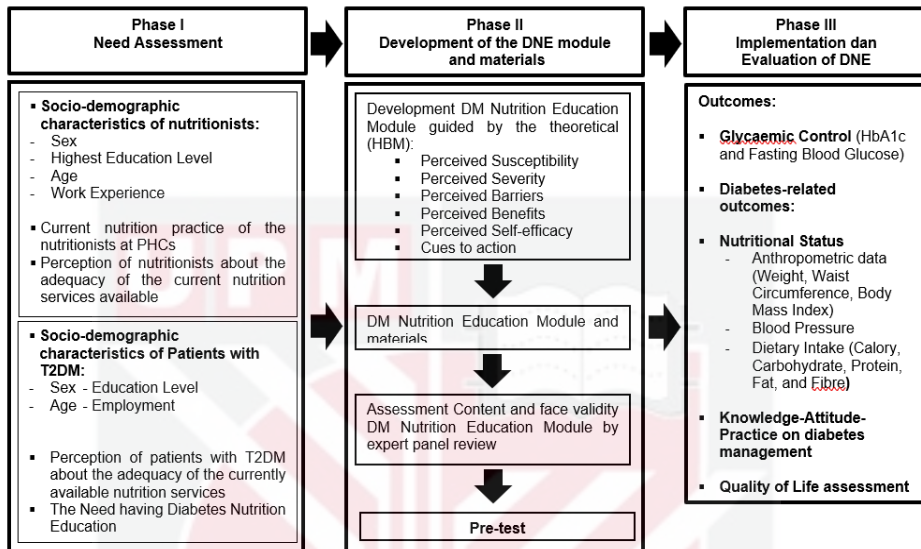 Phase I
Need Assessment
Phase II
Development of the DNE module
and materials
Phase III
Implementation dan
Evaluation of DNE
▪ Socio-demographic
characteristics of nutritionists:
- Sex
- Highest Education Level
- Age
- Work Experience
▪ Current nutrition practice of the
nutritionists at PHCs
▪ Perception of nutritionists about the
adequacy of the current nutrition
services available
▪ Socio-demographic
characteristics of Patients with
T2DM:
- Sex - Education Level
- Age - Employment
▪ Perception of patients with T2DM
about the adequacy of the currently
available nutrition services
▪ The Need having Diabetes Nutrition
Education
Development DM Nutrition Education
Module guided by the theoretical
(HBM):
▪ Perceived Susceptibility
▪ Perceived Severity
▪ Perceived Barriers
▪ Perceived Benefits
▪ Perceived Self-efficacy
▪ Cues to action
DM Nutrition Education Module and
materials
Assessment Content and face validity
DM Nutrition Education Module by
expert panel review
Pre-test
Outcomes:
▪ Glycaemic Control (HbA1c
and Fasting Blood Glucose)
▪ Diabetes-related
outcomes:
▪ Nutritional Status
- Anthropometric data
(Weight, Waist
Circumference, Body
Mass Index)
- Blood Pressure
- Dietary Intake (Calory,
Carbohydrate, Protein,
Fat, and Fibre)
▪ Knowledge-Attitude-
Practice on diabetes
management
▪ Quality of Life assessment
UPM